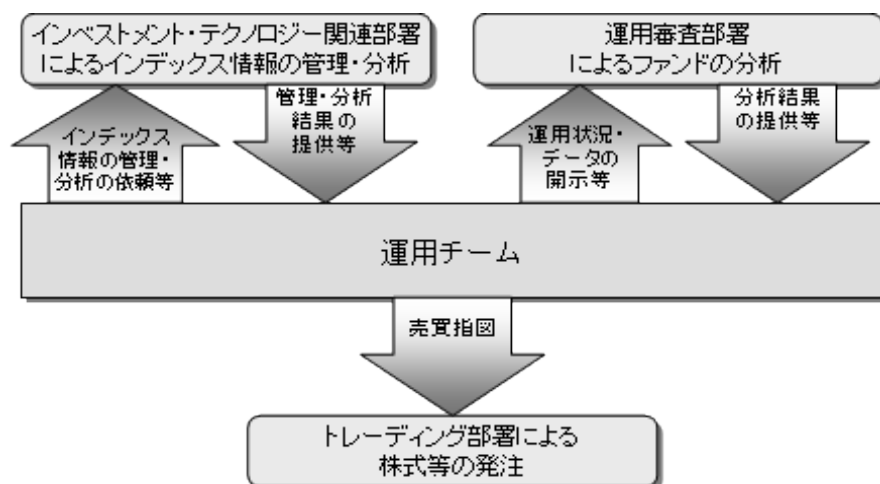 インベストメント・テクノロジー関連部署
によるインデックス情報の管理・分析
運用審査部署
によるファンドの分析
インデックス
情報の管理・
分析の依頼等
管理・分析
結果の
提供等
運用状況・
データの
開示等
分析結果
の提供等
運用チーム
売買指図
トレーディング部署による
株式等の発注